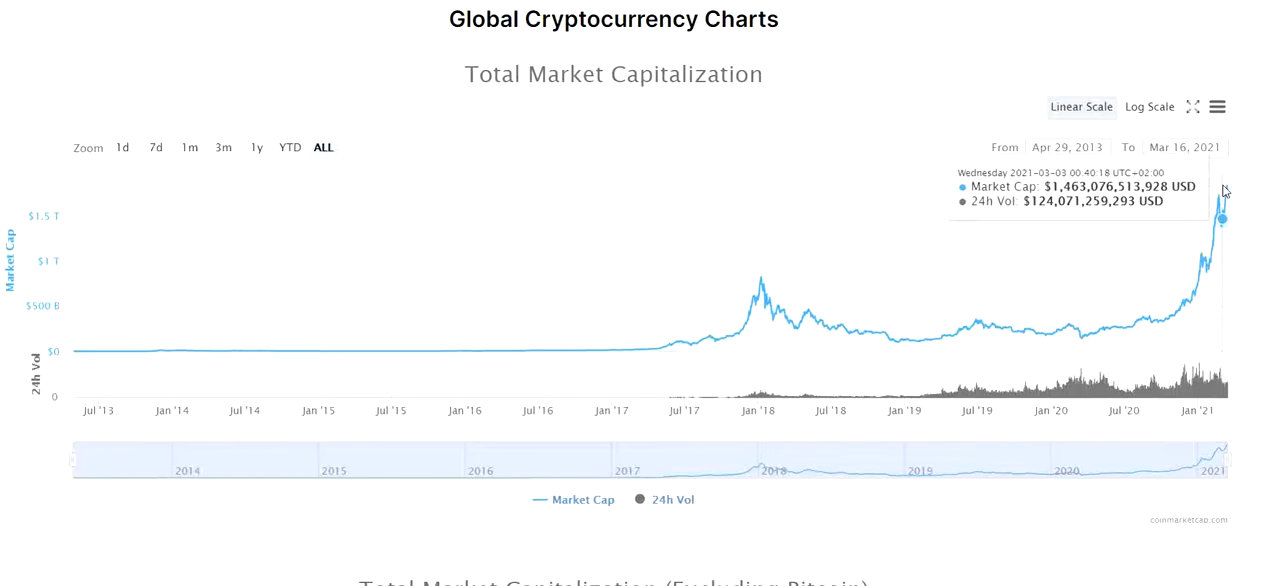 Global Cryptocurrency Charts
Total Market Capitalization
Linear Scale Log Scale
Zoom 1d 7d 1m 3m 1y YTD ALL
From Apr 29, 2013 To Mar 16, 2021
Wednesday 2021-03-03 00:40:18 UTC+02:00
Market Cap: $1,463,076,513,928 USD
24h Vol: $124,071,259,293 USD
Market Cap
$1.5 T
$1 T
$500 B
$0
24h Vol
0
Jul '13 Jan '14 Jul '14 Jan '15 Jul '15 Jan '16 Jul '16 Jan '17 Jul '17 Jan '18 Jul '18 Jan '19 Jul '19 Jan '20 Jul '20 Jan '21
2014 2015 2016 2017 2018 2019 2020 2021
Market Cap 24h Vol
coinmarketcap.com
Total Market Capitalization (Excluding Bitcoin)